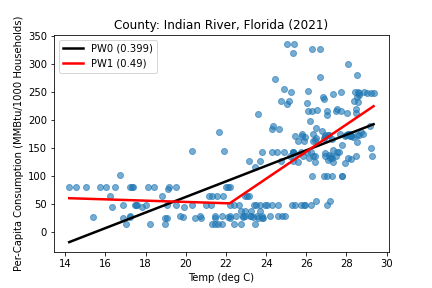 County: Indian River, Florida (2021)
Per-Capita Consumption (MMBtu/1000 Households)
350
300
250
200
150
100
50
0
PW0 (0.399)
PW1 (0.49)
14 16 18 20 22 24 26 28 30
Temp (deg C)